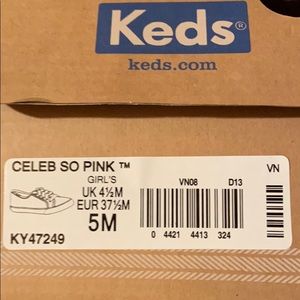 Keds®
keds.com
CELEB SO PINK ™
VN
GIRL'S
UK 4½M
EUR 37½M
5M
KY47249
VN08 D13
0 4421 4413 324